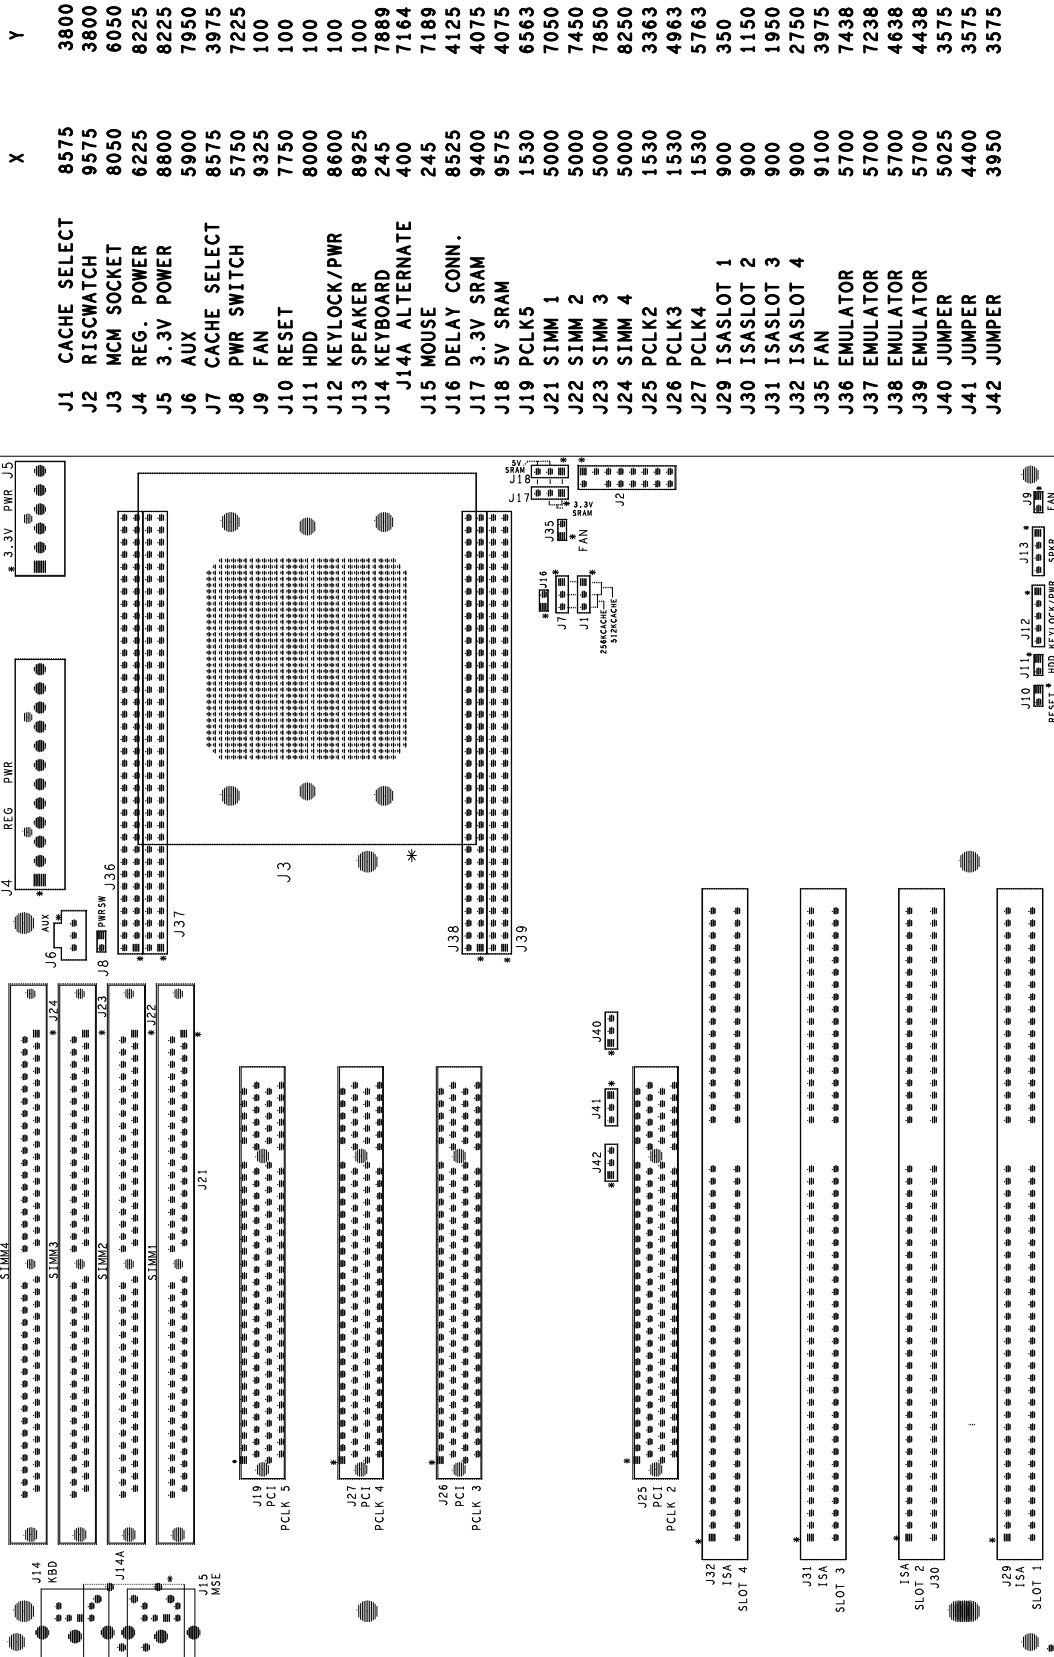 X Y
J1 CACHE SELECT 8575 3800
J2 RISCWATCH 9575 3800
J3 MCM SOCKET 8050 6050
J4 REG. POWER 6225 8225
J5 3.3V POWER 8800 8225
J6 AUX 5900 7950
J7 CACHE SELECT 8575 3975
J8 PWR SWITCH 5750 7225
J9 FAN 9325 100
J10 RESET 7750 100
J11 HDD 8000 100
J12 KEYLOCK/PWR 8600 100
J13 SPEAKER 8925 100
J14 KEYBOARD 245 7889
J14A ALTERNATE 400 7164
J15 MOUSE 245 7189
J16 DELAY CONN. 8525 4125
J17 3.3V SRAM 9400 4075
J18 5V SRAM 9575 4075
J19 PCLK5 1530 6563
J21 SIMM 1 5000 7050
J22 SIMM 2 5000 7450
J23 SIMM 3 5000 7850
J24 SIMM 4 5000 8250
J25 PCLK2 1530 3363
J26 PCLK3 1530 4963
J27 PCLK4 1530 5763
J29 ISASLOT 1 900 350
J30 ISASLOT 2 900 1150
J31 ISASLOT 3 900 1950
J32 ISASLOT 4 900 2750
J35 FAN 9100 3975
J36 EMULATOR 5700 7438
J37 EMULATOR 5700 7238
J38 EMULATOR 5700 4638
J39 EMULATOR 5700 4438
J40 JUMPER 5025 3575
J41 JUMPER 4400 3575
J42 JUMPER 3950 3575
* 3.3V PWR J5
J4 REG PWR
*
AUX
*
J6
J8
PWRSW
J36
J37
* *
J3
*
J38
J39
* *
5V
SRAM
J18
J17
*
3.3V
SRAM
* *
J2
J35
*
FAN
J16
*
J7
*
J1
*
256KCACHE
512KCACHE
J9 *
FAN
J13 *
SPKR
J12 *
KEYLOCK/PWR
J11 *
HDD
J10 *
RESET
SIMM4
* J24
SIMM3
* J23
SIMM2
* J22
SIMM1
*
J21
J40
*
J41
*
J42
*
*
J19
PCI
PCLK 5
*
J27
PCI
PCLK 4
*
J26
PCI
PCLK 3
*
J25
PCI
PCLK 2
*
J32
ISA
SLOT 4
*
J31
ISA
SLOT 3
*
ISA
SLOT 2
J30
*
J29
ISA
SLOT 1
J14
KBD
J14A
*
J15
MSE
*